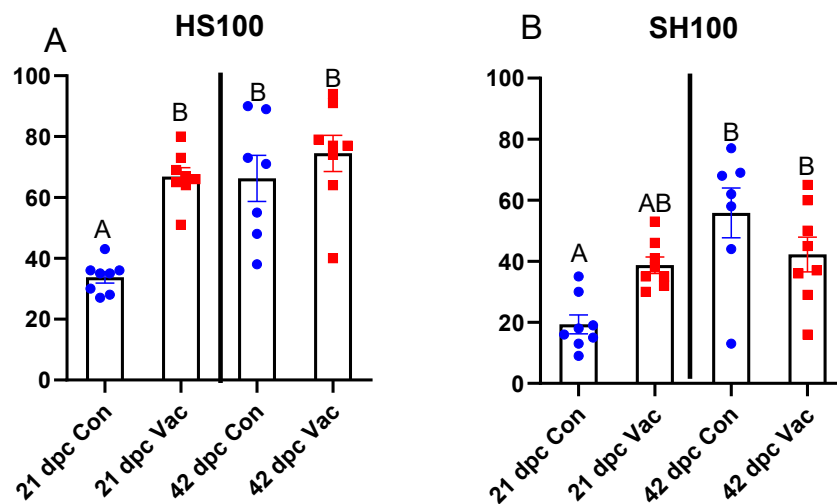 A
HS100
100
80
60
40
20
0
A
B
B
B
21 dpc Con
21 dpc Vac
42 dpc Con
42 dpc Vac
B
SH100
100
80
60
40
20
0
A
AB
B
B
21 dpc Con
21 dpc Vac
42 dpc Con
42 dpc Vac